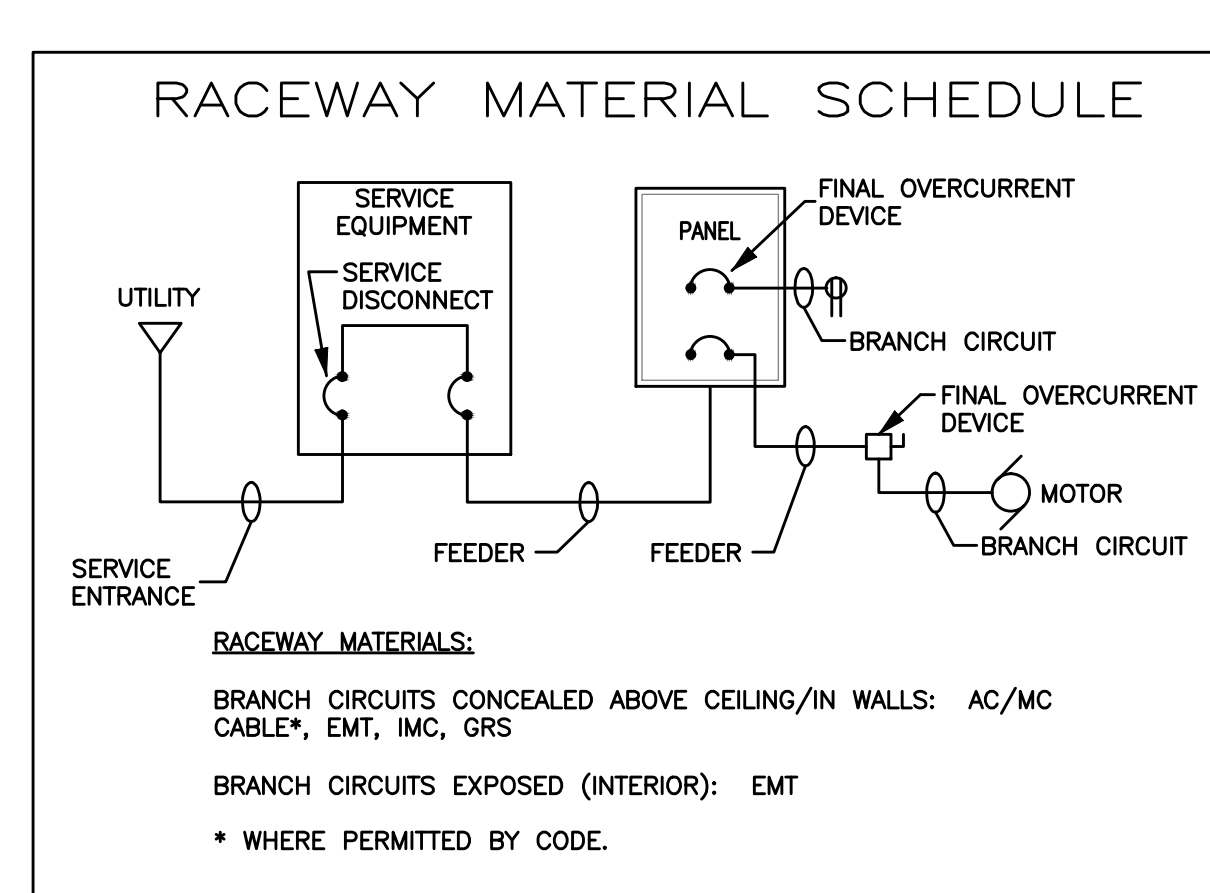 RACEWAY MATERIAL SCHEDULE
SERVICE
EQUIPMENT
SERVICE
DISCONNECT
UTILITY
PANEL
FINAL OVERCURRENT
DEVICE
BRANCH CIRCUIT
FINAL OVERCURRENT
DEVICE
MOTOR
BRANCH CIRCUIT
FEEDER
FEEDER
SERVICE
ENTRANCE
RACEWAY MATERIALS:
BRANCH CIRCUITS CONCEALED ABOVE CEILING/IN WALLS: AC/MC
CABLE*, EMT, IMC, GRS
BRANCH CIRCUITS EXPOSED (INTERIOR): EMT
* WHERE PERMITTED BY CODE.